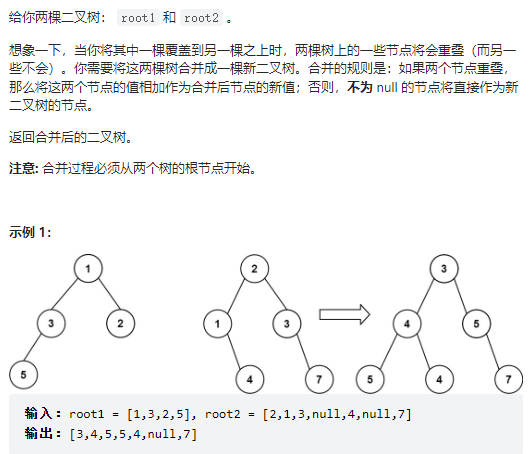 给你两棵二叉树： root1 和 root2 。
想象一下，当你将其中一棵覆盖到另一棵之上时，两棵树上的一些节点将会重叠（而另一
些不会）。你需要将这两棵树合并成一棵新二叉树。合并的规则是：如果两个节点重叠，
那么将这两个节点的值相加作为合并后节点的新值；否则，不为 null 的节点将直接作为新
二叉树的节点。
返回合并后的二叉树。
注意: 合并过程必须从两个树的根节点开始。
示例 1：
1 2 3
3 2 1 3 4 5
5 4 7 5 4 7
输入：root1 = [1,3,2,5], root2 = [2,1,3,null,4,null,7]
输出：[3,4,5,5,4,null,7]